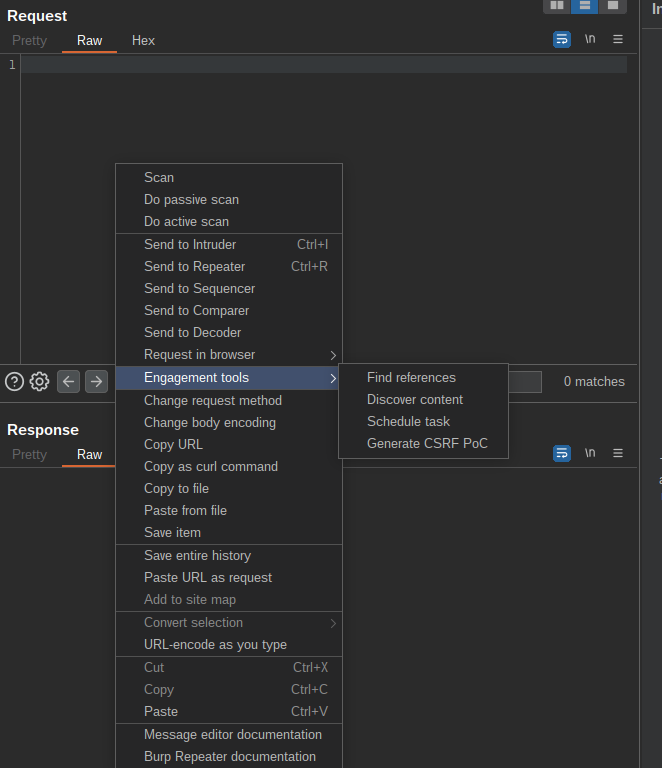 Request
In
Pretty Raw Hex
\n
1
Scan
Do passive scan
Do active scan
Send to Intruder Ctrl+I
Send to Repeater Ctrl+R
Send to Sequencer
Send to Comparer
Send to Decoder
Request in browser
Engagement tools
Find references
Discover content
Schedule task
Generate CSRF PoC
0 matches
Change request method
Change body encoding
Copy URL
Copy as curl command
Copy to file
Paste from file
Save item
Save entire history
Paste URL as request
Add to site map
Convert selection
URL-encode as you type
Cut Ctrl+X
Copy Ctrl+C
Paste Ctrl+V
Message editor documentation
Burp Repeater documentation
Response
Pretty Raw
\n